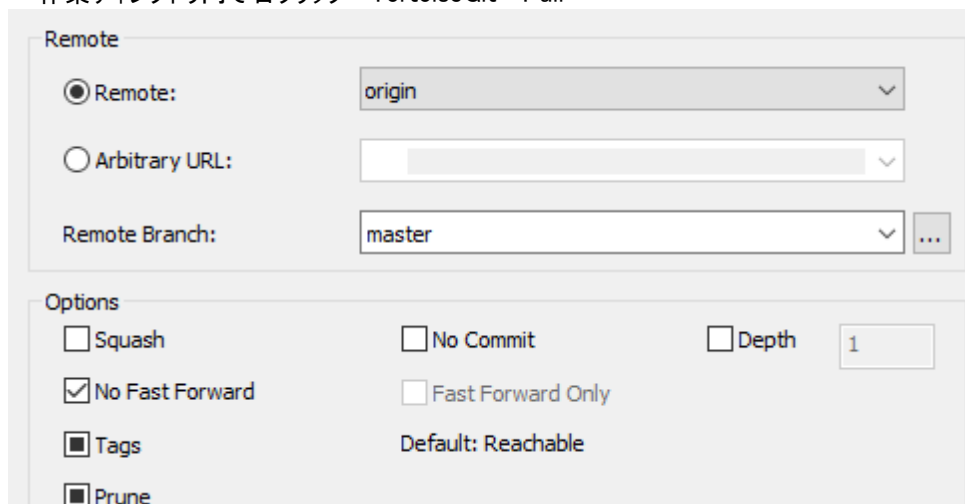 Remote
Remote:
origin
Arbitrary URL:
Remote Branch:
master
...
Options
Squash
No Commit
Depth
1
No Fast Forward
Fast Forward Only
Tags
Default: Reachable
Prune